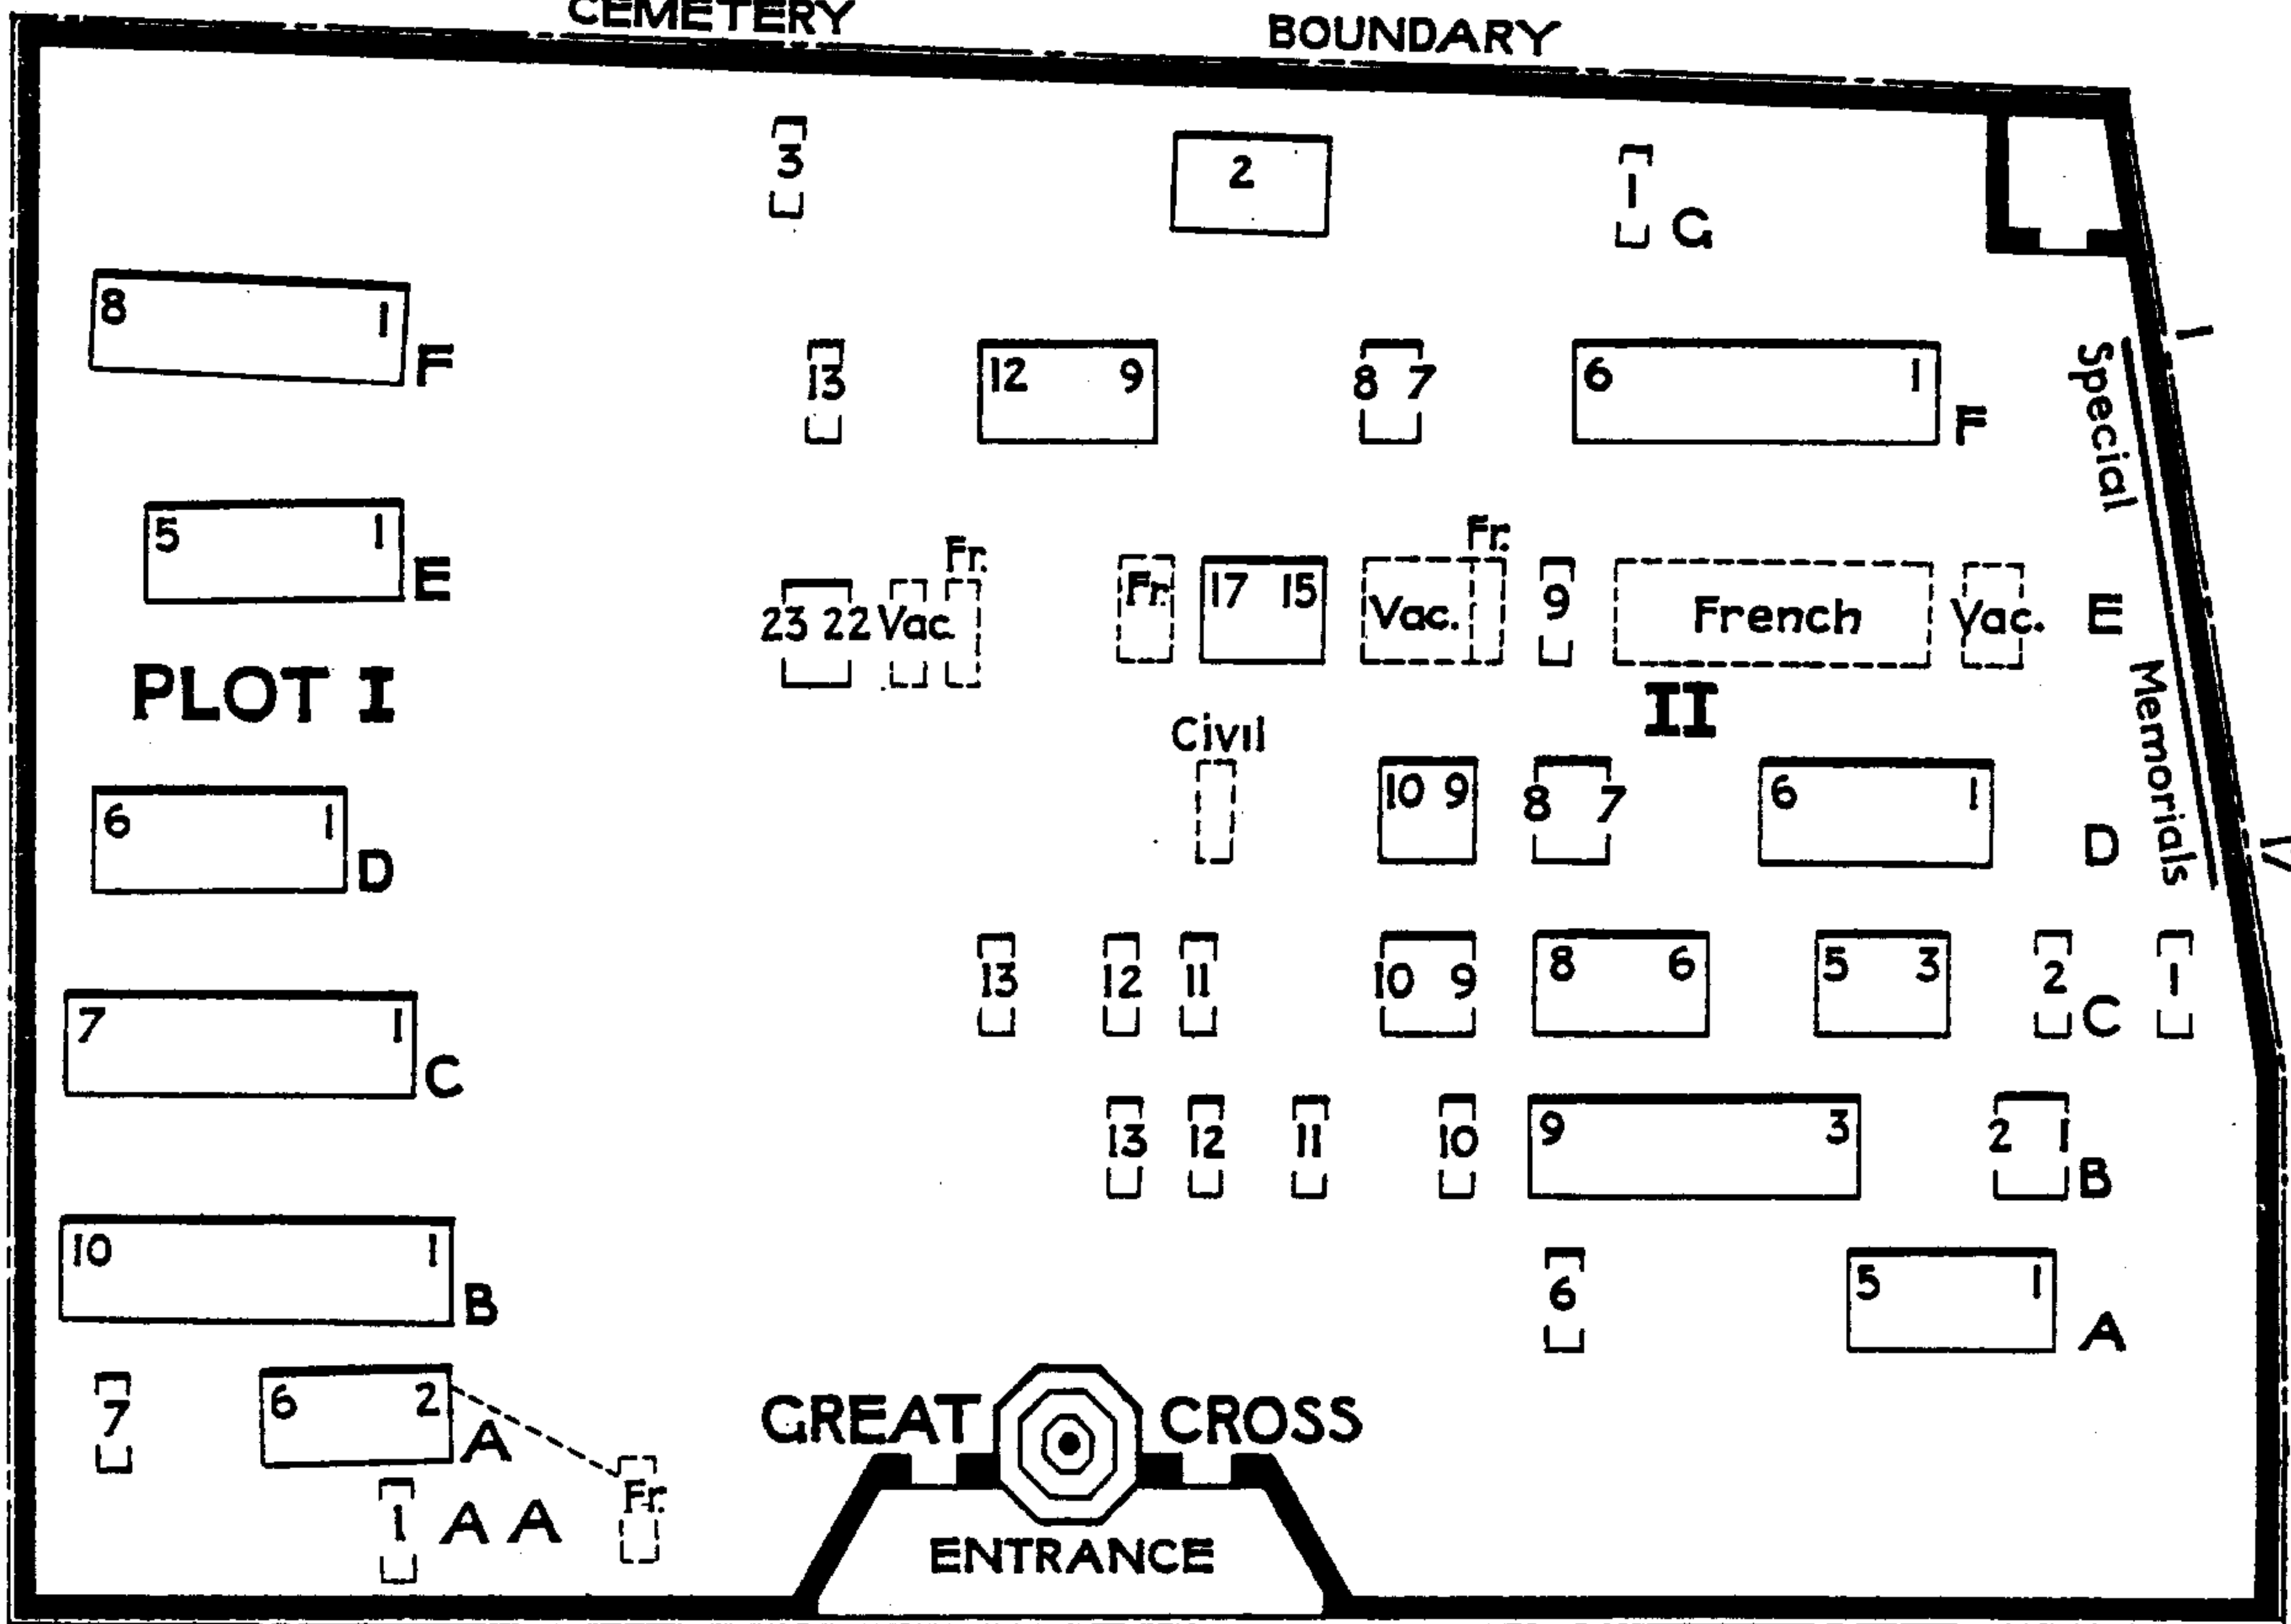 CEMETERY BOUNDARY
3 2 1 G
8 1 F
13 12 9 8 7 6 1 F
Special Memorials
1
17
5 1 E
Fr. Fr.
23 22 Vac. Fr. 17 15 Vac. 9 French Vac. E
PLOT I II
Civil
6 1 D
10 9 8 7 6 1 D
13 12 11 10 9 8 6 5 3 2 C 1
7 1 C
13 12 11 10 9 3 2 1 B
10 1 B
6 5 1 A
7 6 2 A
GREAT CROSS
1 AA Fr.
ENTRANCE